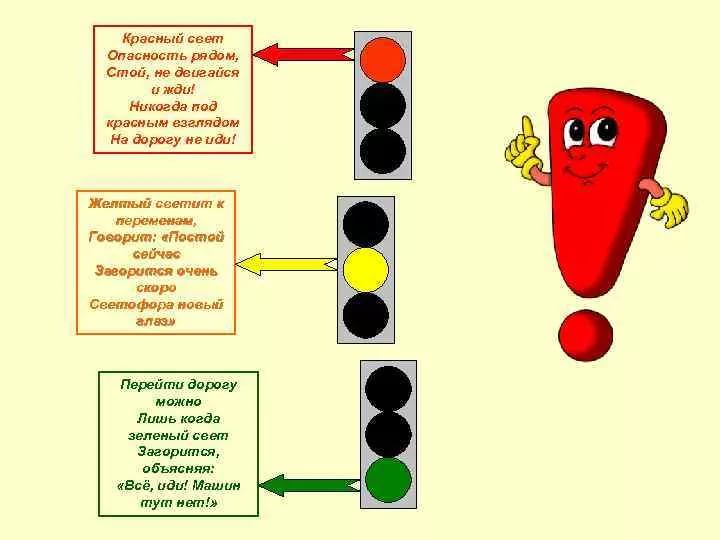 Красный свет
Опасность рядом,
Стой, не двигайся
и жди!
Никогда под
красным взглядом
На дорогу не иди!
Желтый светит к
переменам,
Говорит: «Постой
сейчас
Загорится очень
скоро
Светофора новый
глаз»
Перейти дорогу
можно
Лишь когда
зеленый свет
Загорится,
объясняя:
«Всё, иди! Машин
тут нет!»